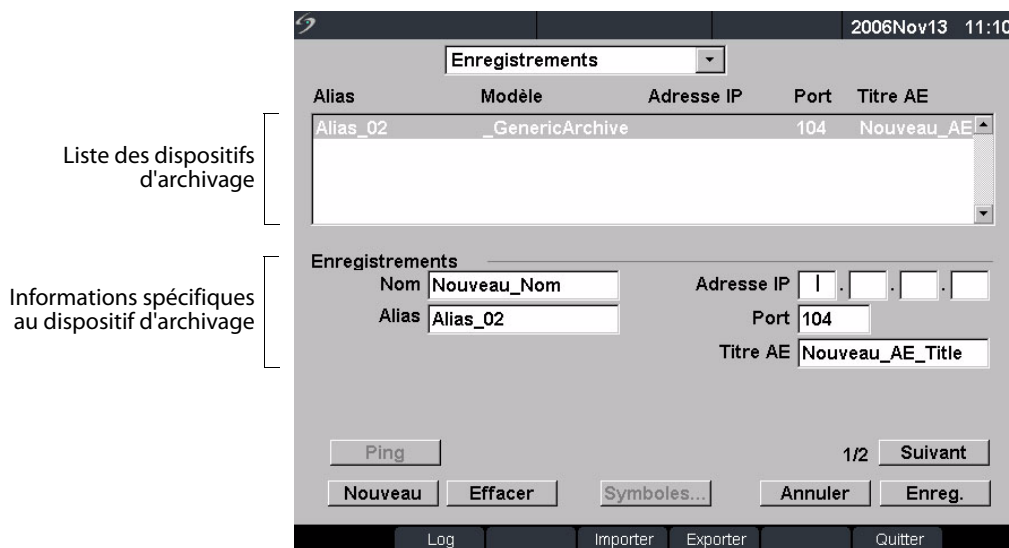 2006Nov13 11:10
Enregistrements
Alias Modèle Adresse IP Port Titre AE
Alias_02 _GenericArchive 104 Nouveau_AE
Liste des dispositifs
d'archivage
Enregistrements
Nom Nouveau_Nom Adresse IP . . .
Informations spécifiques
au dispositif d'archivage
Alias Alias_02 Port 104
Titre AE Nouveau_AE_Title
Ping 1/2 Suivant
Nouveau Effacer Symboles... Annuler Enreg.
Log Importer Exporter Quitter